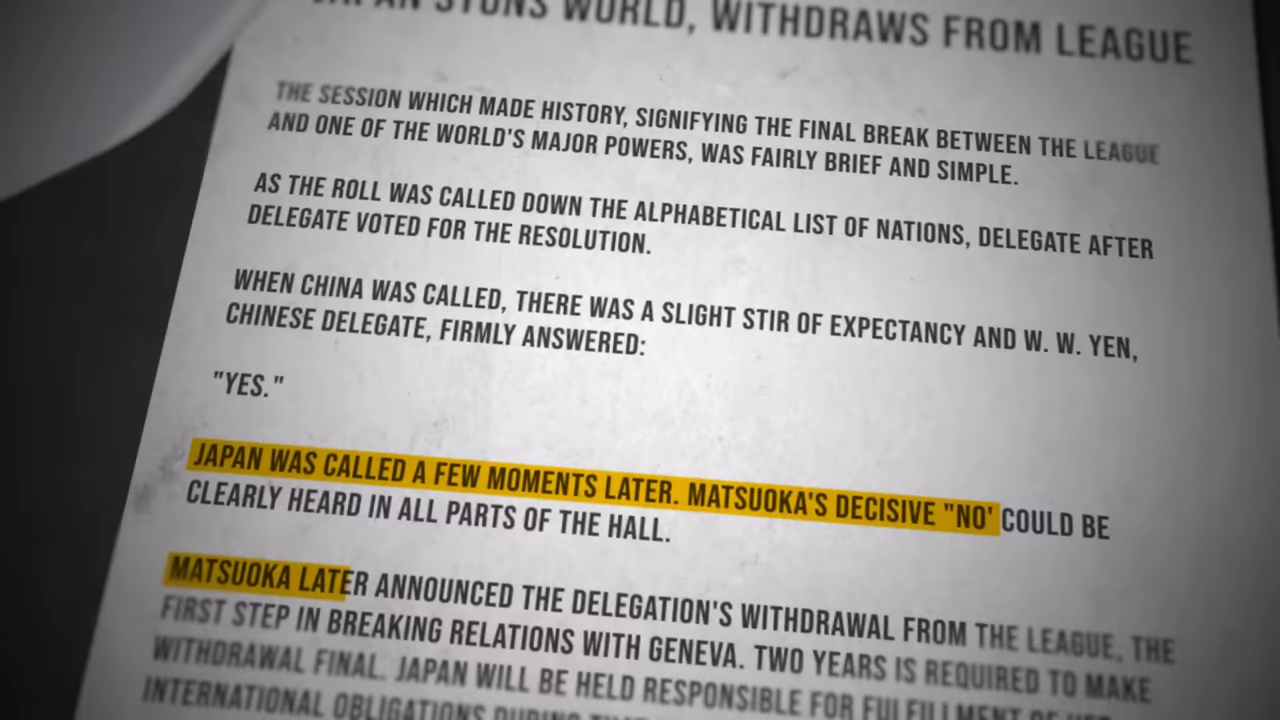 JAPAN STUNS WORLD, WITHDRAWS FROM LEAGUE
THE SESSION WHICH MADE HISTORY, SIGNIFYING THE FINAL BREAK BETWEEN THE LEAGUE
AND ONE OF THE WORLD'S MAJOR POWERS, WAS FAIRLY BRIEF AND SIMPLE.
AS THE ROLL WAS CALLED DOWN THE ALPHABETICAL LIST OF NATIONS, DELEGATE AFTER
DELEGATE VOTED FOR THE RESOLUTION.
WHEN CHINA WAS CALLED, THERE WAS A SLIGHT STIR OF EXPECTANCY AND W. W. YEN,
CHINESE DELEGATE, FIRMLY ANSWERED:
"YES."
JAPAN WAS CALLED A FEW MOMENTS LATER. MATSUOKA'S DECISIVE "NO' COULD BE
CLEARLY HEARD IN ALL PARTS OF THE HALL.
MATSUOKA LATER ANNOUNCED THE DELEGATION'S WITHDRAWAL FROM THE LEAGUE, THE
FIRST STEP IN BREAKING RELATIONS WITH GENEVA. TWO YEARS IS REQUIRED TO MAKE
WITHDRAWAL FINAL. JAPAN WILL BE HELD RESPONSIBLE FOR FULFILLMENT OF
INTERNATIONAL OBLIGATIONS DURING